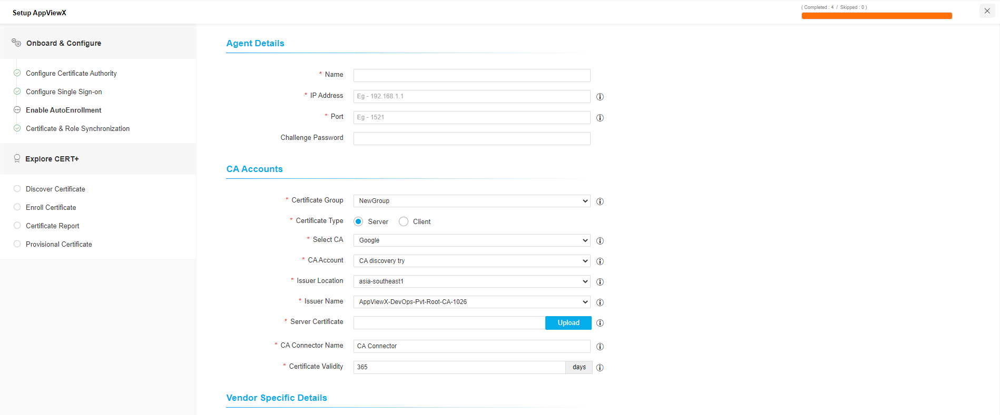 Setup AppViewX
( Completed : 4 / Skipped : 0 )
Onboard & Configure
Configure Certificate Authority
Configure Single Sign-on
Enable AutoEnrollment
Certificate & Role Synchronization
Explore CERT+
Discover Certificate
Enroll Certificate
Certificate Report
Provisional Certificate
Agent Details
* Name
* IP Address Eg - 192.168.1.1
* Port Eg - 1521
Challenge Password
CA Accounts
* Certificate Group NewGroup
* Certificate Type Server Client
* Select CA Google
* CA Account CA discovery try
* Issuer Location asia-southeast1
* Issuer Name AppViewX-DevOps-Pvt-Root-CA-1026
* Server Certificate Upload
* CA Connector Name CA Connector
* Certificate Validity 365 days
Vendor Specific Details